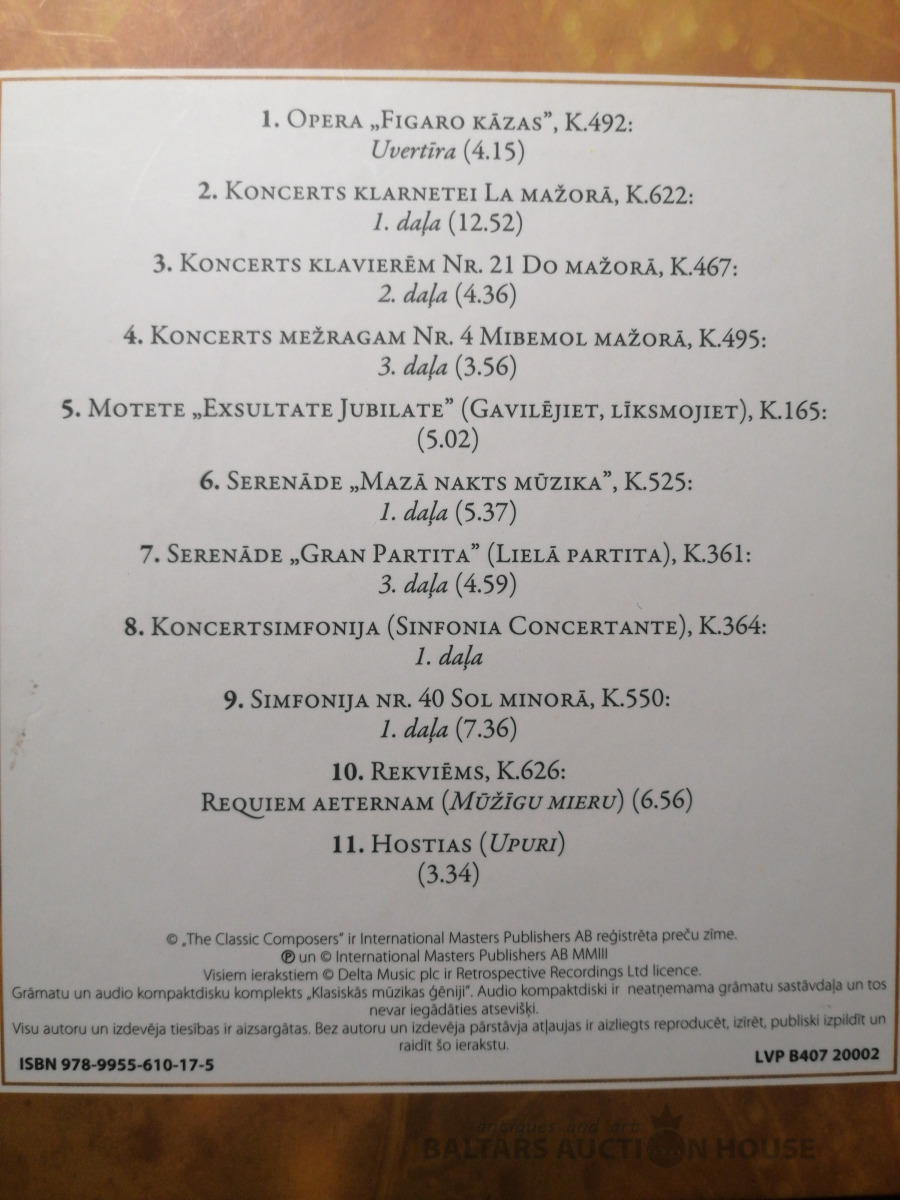 1. Opera „Figaro kāzas”, K.492:
Uvertīra (4.15)
2. Koncerts klarnetei La mažorā, K.622:
1. daļa (12.52)
3. Koncerts klavierēm Nr. 21 Do mažorā, K.467:
2. daļa (4.36)
4. Koncerts mežragam Nr. 4 Mibemol mažorā, K.495:
3. daļa (3.56)
5. Motete „Exsultate Jubilate” (Gavilējiet, līksmojiet), K.165:
(5.02)
6. Serenāde „Mazā nakts mūzika”, K.525:
1. daļa (5.37)
7. Serenāde „Gran Partita” (Lielā partita), K.361:
3. daļa (4.59)
8. Koncertsimfonija (Sinfonia Concertante), K.364:
1. daļa
9. Simfonija nr. 40 Sol minorā, K.550:
1. daļa (7.36)
10. Rekviēms, K.626:
Requiem aeternam (Mūžīgu mieru) (6.56)
11. Hostias (Upuri)
(3.34)
© „The Classic Composers” ir International Masters Publishers AB reģistrēta preču zīme.
℗ un © International Masters Publishers AB MMIII
Visiem ierakstiem © Delta Music plc ir Retrospective Recordings Ltd licence.
Grāmatu un audio kompaktdisku komplekts „Klasiskās mūzikas ģēniji”. Audio kompaktdiski ir neatņemama grāmatu sastāvdaļa un tos
nevar iegādāties atsevišķi.
Visu autoru un izdevēja tiesības ir aizsargātas. Bez autoru un izdevēja pārstāvja atļaujas ir aizliegts reproducēt, izīrēt, publiski izpildīt un
raidīt šo ierakstu.
ISBN 978-9955-610-17-5
LVP B407 20002
antiques and art
BALTARS AUCTION HOUSE